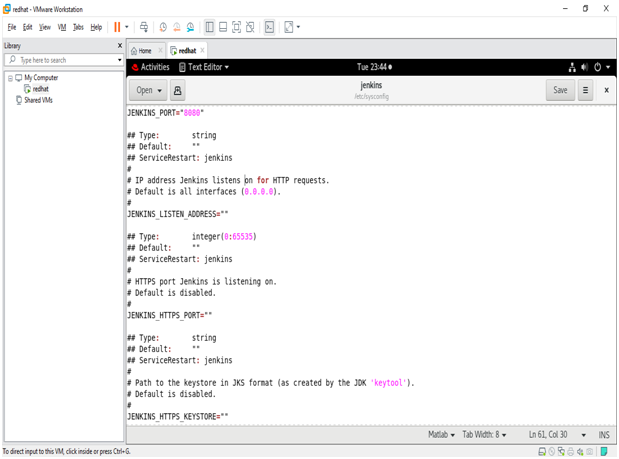 redhat - VMware Workstation
File Edit View VM Tabs Help
Library
Type here to search
My Computer
redhat
Shared VMs
Home
redhat
Activities Text Editor Tue 23:44
Open jenkins Save
/etc/sysconfig
JENKINS_PORT="8080"
## Type: string
## Default: ""
## ServiceRestart: jenkins
#
# IP address Jenkins listens on for HTTP requests.
# Default is all interfaces (0.0.0.0).
#
JENKINS_LISTEN_ADDRESS=""
## Type: integer(0:65535)
## Default: ""
## ServiceRestart: jenkins
#
# HTTPS port Jenkins is listening on.
# Default is disabled.
#
JENKINS_HTTPS_PORT=""
## Type: string
## Default: ""
## ServiceRestart: jenkins
#
# Path to the keystore in JKS format (as created by the JDK 'keytool').
# Default is disabled.
#
JENKINS_HTTPS_KEYSTORE=""
Matlab Tab Width: 8 Ln 61, Col 30 INS
To direct input to this VM, click inside or press Ctrl+G.